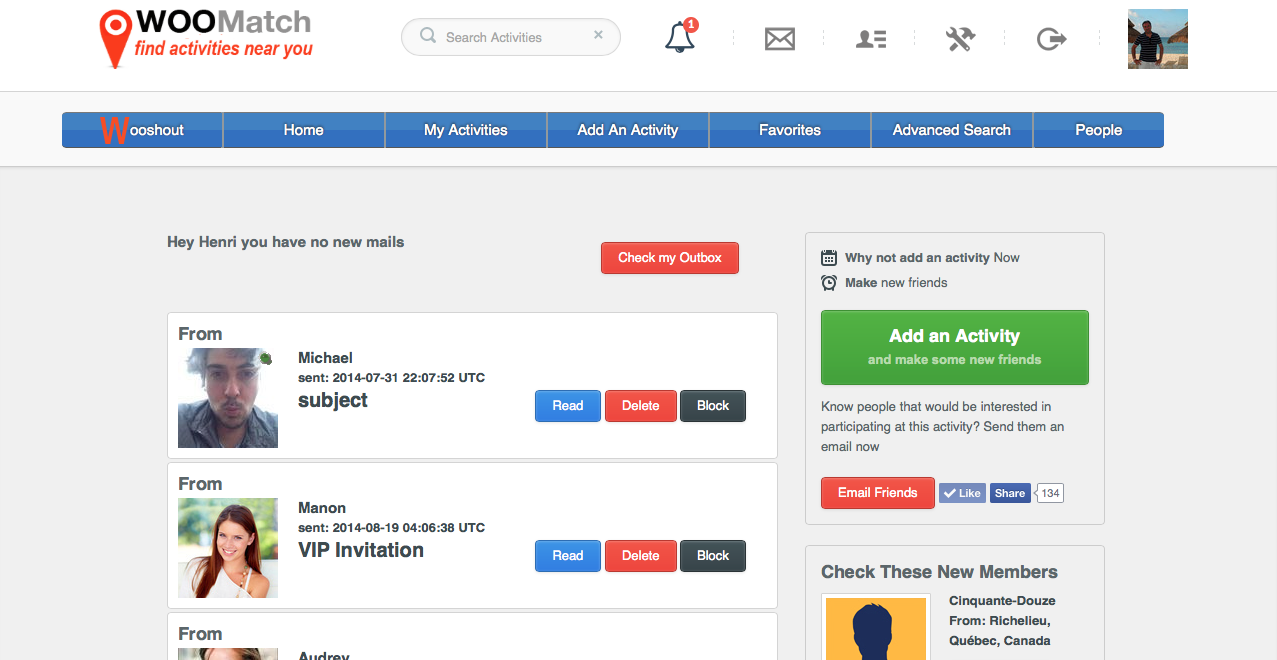 WOOMatch
find activities near you
Search Activities
1
Wooshout
Home
My Activities
Add An Activity
Favorites
Advanced Search
People
Hey Henri you have no new mails
Check my Outbox
From
Michael
sent: 2014-07-31 22:07:52 UTC
subject
Read
Delete
Block
From
Manon
sent: 2014-08-19 04:06:38 UTC
VIP Invitation
Read
Delete
Block
From
Audrey
Why not add an activity Now
Make new friends
Add an Activity
and make some new friends
Know people that would be interested in
participating at this activity? Send them an
email now
Email Friends
Like
Share
134
Check These New Members
Cinquante-Douze
From: Richelieu,
Québec, Canada